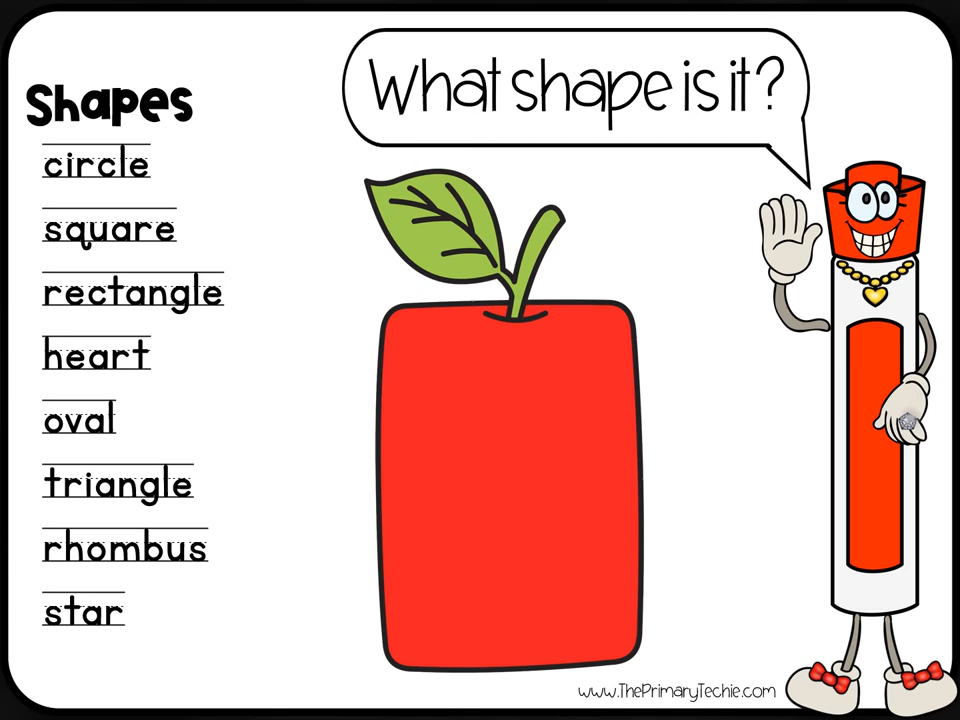 What shape is it?
Shapes
circle
square
rectangle
heart
oval
triangle
rhombus
star
www.ThePrimaryTechie.com